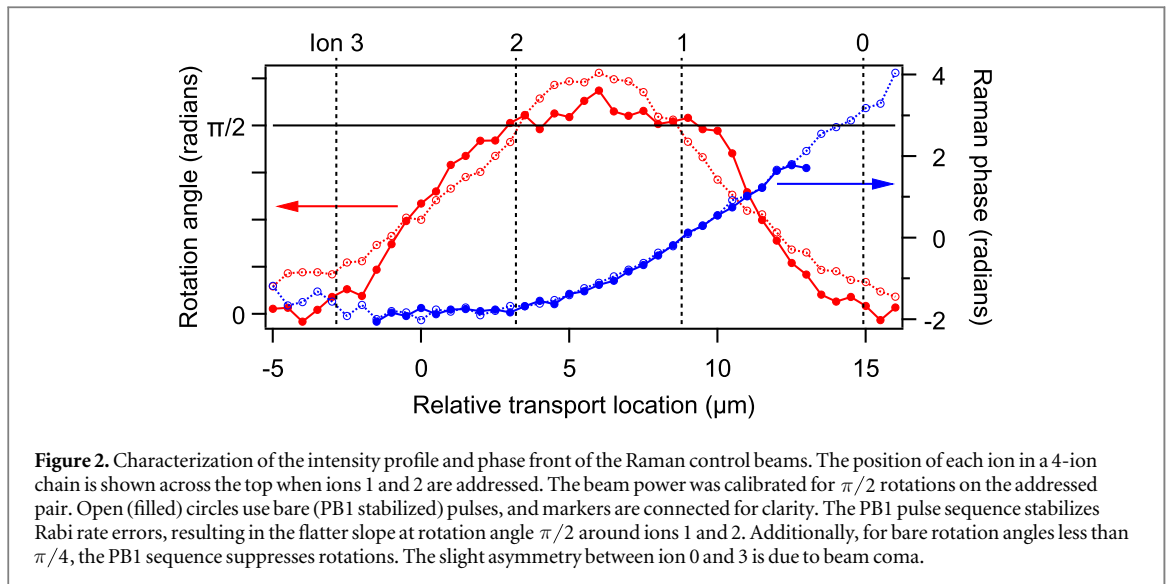 Ion 3 2 1 0
Rotation angle (radians)
π/2
0
4
2
0
-2
Raman phase (radians)
-5 0 5 10 15
Relative transport location (μm)
Figure 2. Characterization of the intensity profile and phase front of the Raman control beams. The position of each ion in a 4-ion
chain is shown across the top when ions 1 and 2 are addressed. The beam power was calibrated for π/2 rotations on the addressed
pair. Open (filled) circles use bare (PB1 stabilized) pulses, and markers are connected for clarity. The PB1 pulse sequence stabilizes
Rabi rate errors, resulting in the flatter slope at rotation angle π/2 around ions 1 and 2. Additionally, for bare rotation angles less than
π/4, the PB1 sequence suppresses rotations. The slight asymmetry between ion 0 and 3 is due to beam coma.